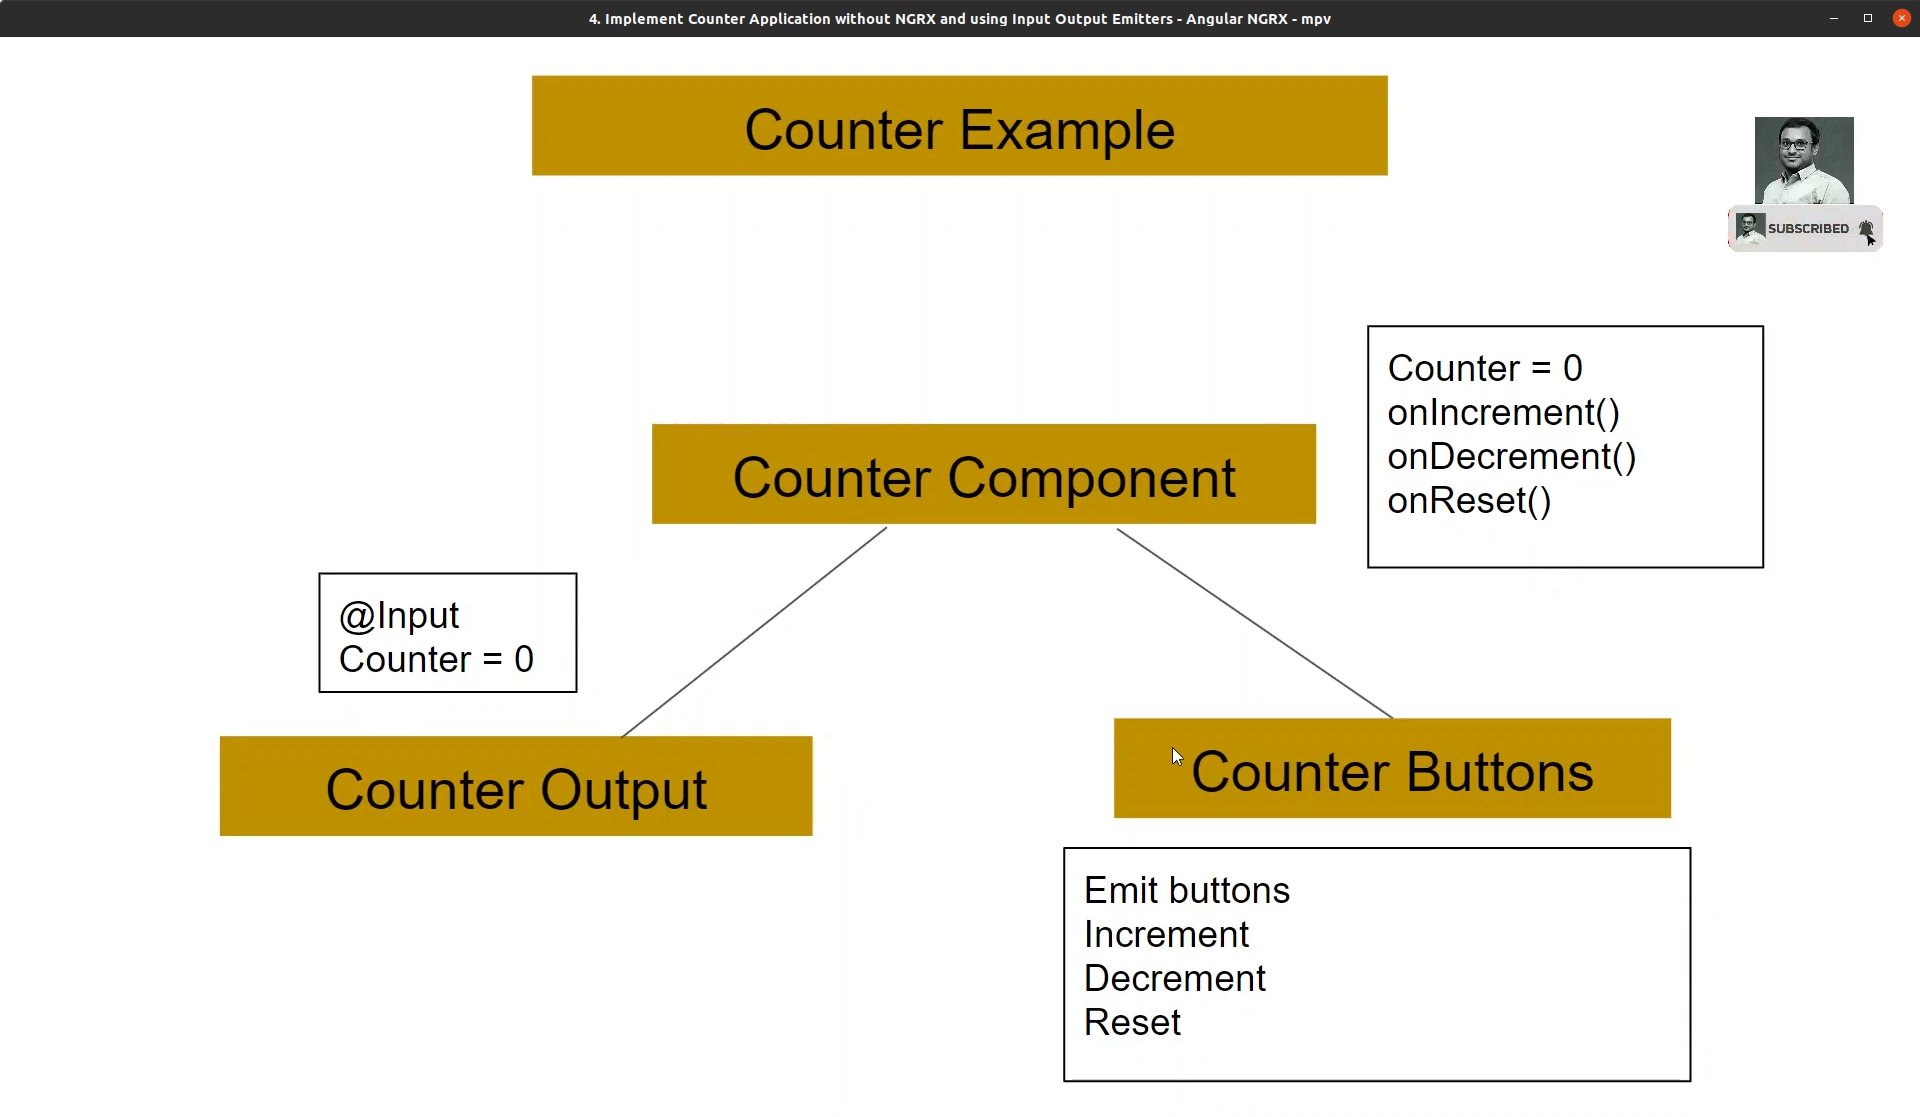 4. Implement Counter Application without NGRX and using Input Output Emitters - Angular NGRX - mpv
Counter Example
SUBSCRIBED
Counter = 0
onIncrement()
onDecrement()
onReset()
Counter Component
@Input
Counter = 0
Counter Output
Counter Buttons
Emit buttons
Increment
Decrement
Reset